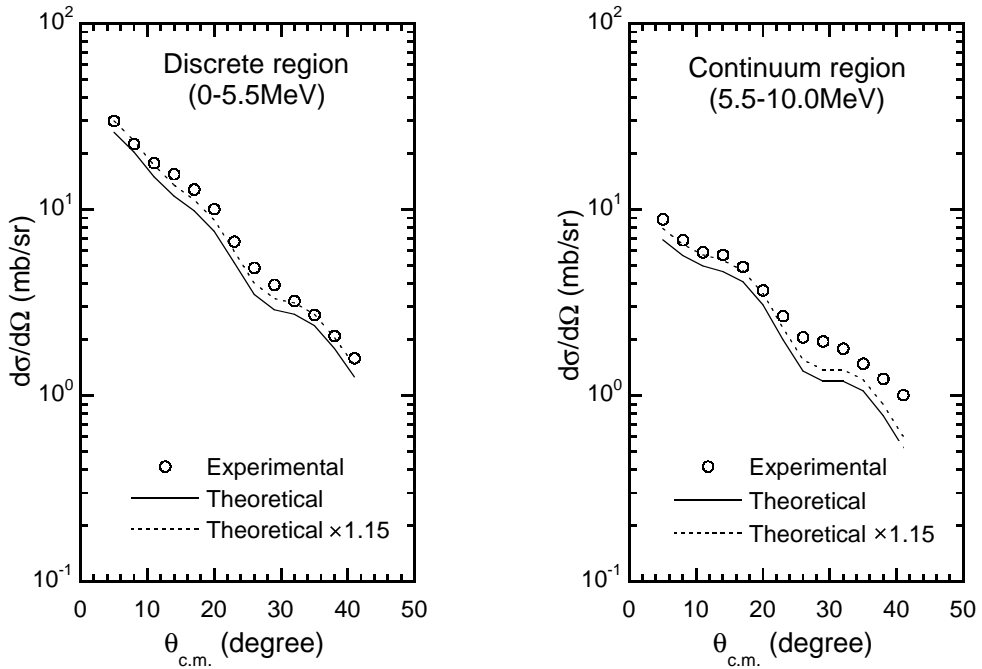 Discrete region
(0-5.5MeV)
10²
10¹
10⁰
10⁻¹
dσ/dΩ (mb/sr)
Experimental
Theoretical
Theoretical ×1.15
0 10 20 30 40 50
θc.m. (degree)
Continuum region
(5.5-10.0MeV)
10²
10¹
10⁰
10⁻¹
dσ/dΩ (mb/sr)
Experimental
Theoretical
Theoretical ×1.15
0 10 20 30 40 50
θc.m. (degree)